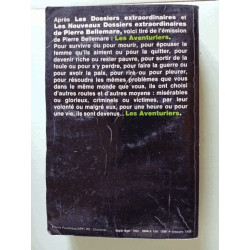 Après Les Dossiers extraordinaires et
Les Nouveaux Dossiers extraordinaires
de Pierre Bellemare, voici tiré de l'émission
de Pierre Bellemare : Les Aventuriers.
Pour survivre ou pour mourir, pour épouser la
femme qu'ils aiment ou pour la quitter, pour
devenir riche ou rester pauvre, pour sortir de la
foule ou pour s'y perdre, pour faire la guerre ou
pour avoir la paix, pour rire ou pour pleurer,
pour résoudre les mêmes problèmes que vous
dans le même monde que vous, ils ont choisi
d'autres routes et d'autres moyens : misérables
ou glorieux, criminels ou victimes, par leur
volonté ou malgré eux, pour une heure ou pour
une vie, ils sont devenus... Les Aventuriers.